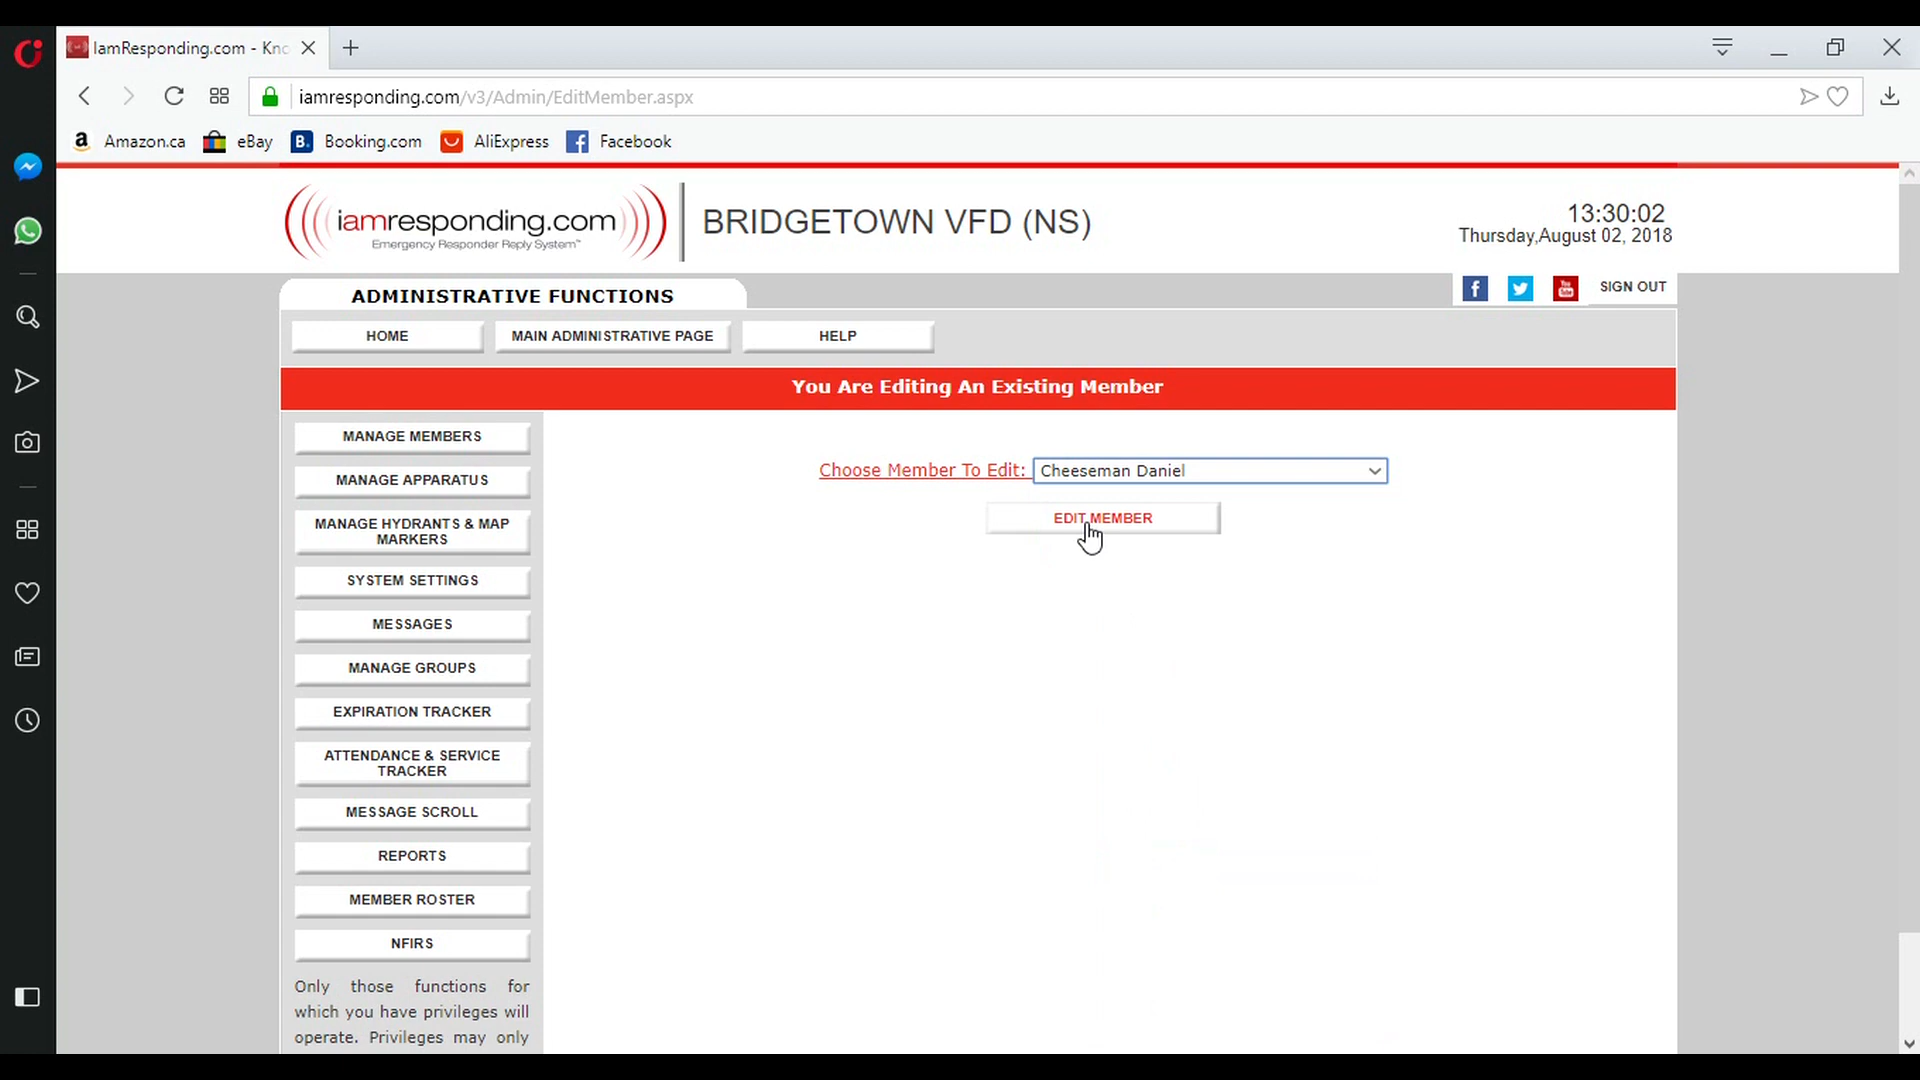 IamResponding.com - Kno
iamresponding.com/v3/Admin/EditMember.aspx
a Amazon.ca eBay B. Booking.com AliExpress f Facebook
iamresponding.com
Emergency Responder Reply System™
BRIDGETOWN VFD (NS)
13:30:02
Thursday,August 02, 2018
ADMINISTRATIVE FUNCTIONS
f You Tube SIGN OUT
HOME MAIN ADMINISTRATIVE PAGE HELP
You Are Editing An Existing Member
MANAGE MEMBERS
MANAGE APPARATUS
MANAGE HYDRANTS & MAP
MARKERS
SYSTEM SETTINGS
MESSAGES
MANAGE GROUPS
EXPIRATION TRACKER
ATTENDANCE & SERVICE
TRACKER
MESSAGE SCROLL
REPORTS
MEMBER ROSTER
NFIRS
Only those functions for
which you have privileges will
operate. Privileges may only
Choose Member To Edit: Cheeseman Daniel
EDIT MEMBER